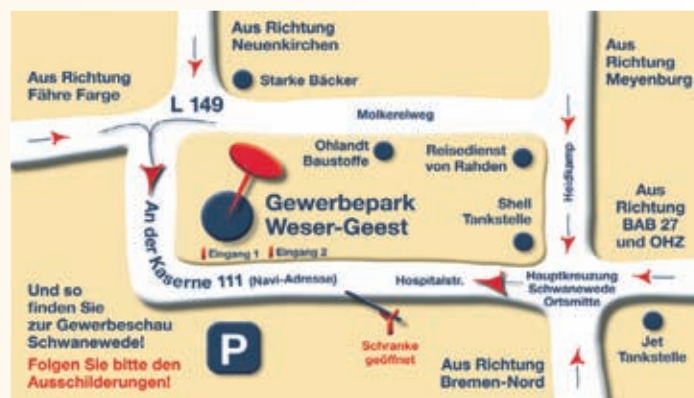 Aus Richtung
Neuenkirchen
Aus
Richtung
Meyenburg
Aus Richtung
Fähre Farge
Starke Bäcker
L 149
Molkereiweg
Ohlandt
Baustoffe
Reisedienst
von Rahden
Heidkamp
Gewerbepark
Weser-Geest
Shell
Tankstelle
Aus
Richtung
BAB 27
und OHZ
Eingang 1
Eingang 2
An der Kaserne 111 (Navi-Adresse)
Hospitalstr.
Hauptkreuzung
Schwanewede
Ortsmitte
Und so
finden Sie
zur Gewerbeschau
Schwanewede!
Folgen Sie bitte den
Ausschilderungen!
P
Schranke
geöffnet
Aus Richtung
Bremen-Nord
Jet
Tankstelle